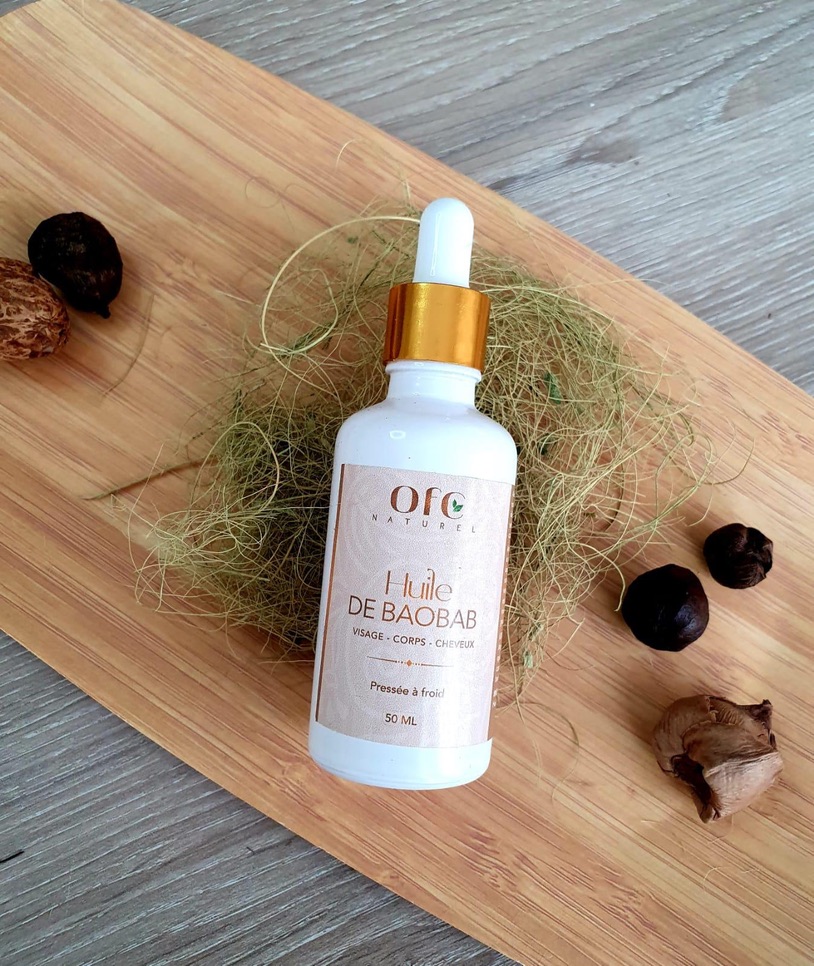 Ofc
NATUREL
Huile
DE BAOBAB
VISAGE - CORPS - CHEVEUX
Pressée à froid
50 ML